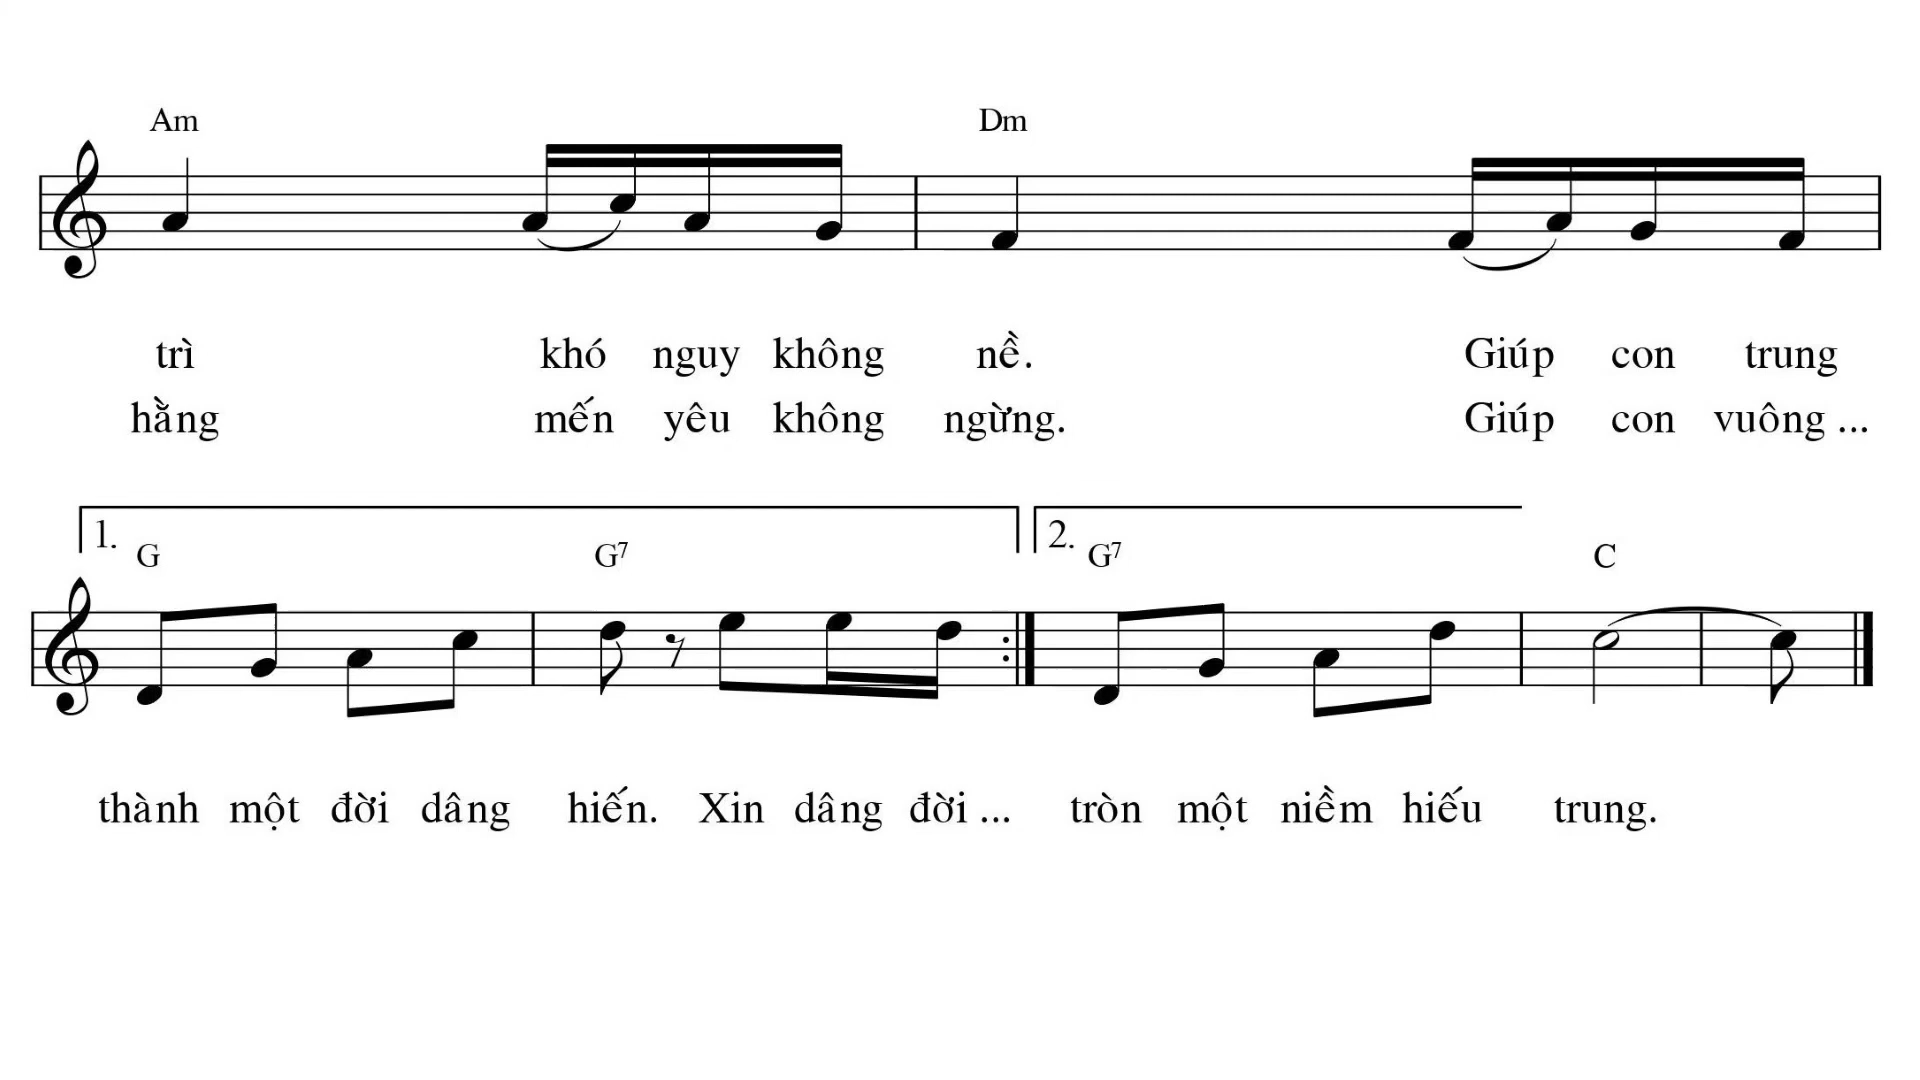 Am Dm
trì khó nguy không nề. Giúp con trung
hằng mến yêu không ngừng. Giúp con vuông ...
1. 2.
G G7 G7 C
thành một đời dâng hiến. Xin dâng đời ... tròn một niềm hiếu trung.